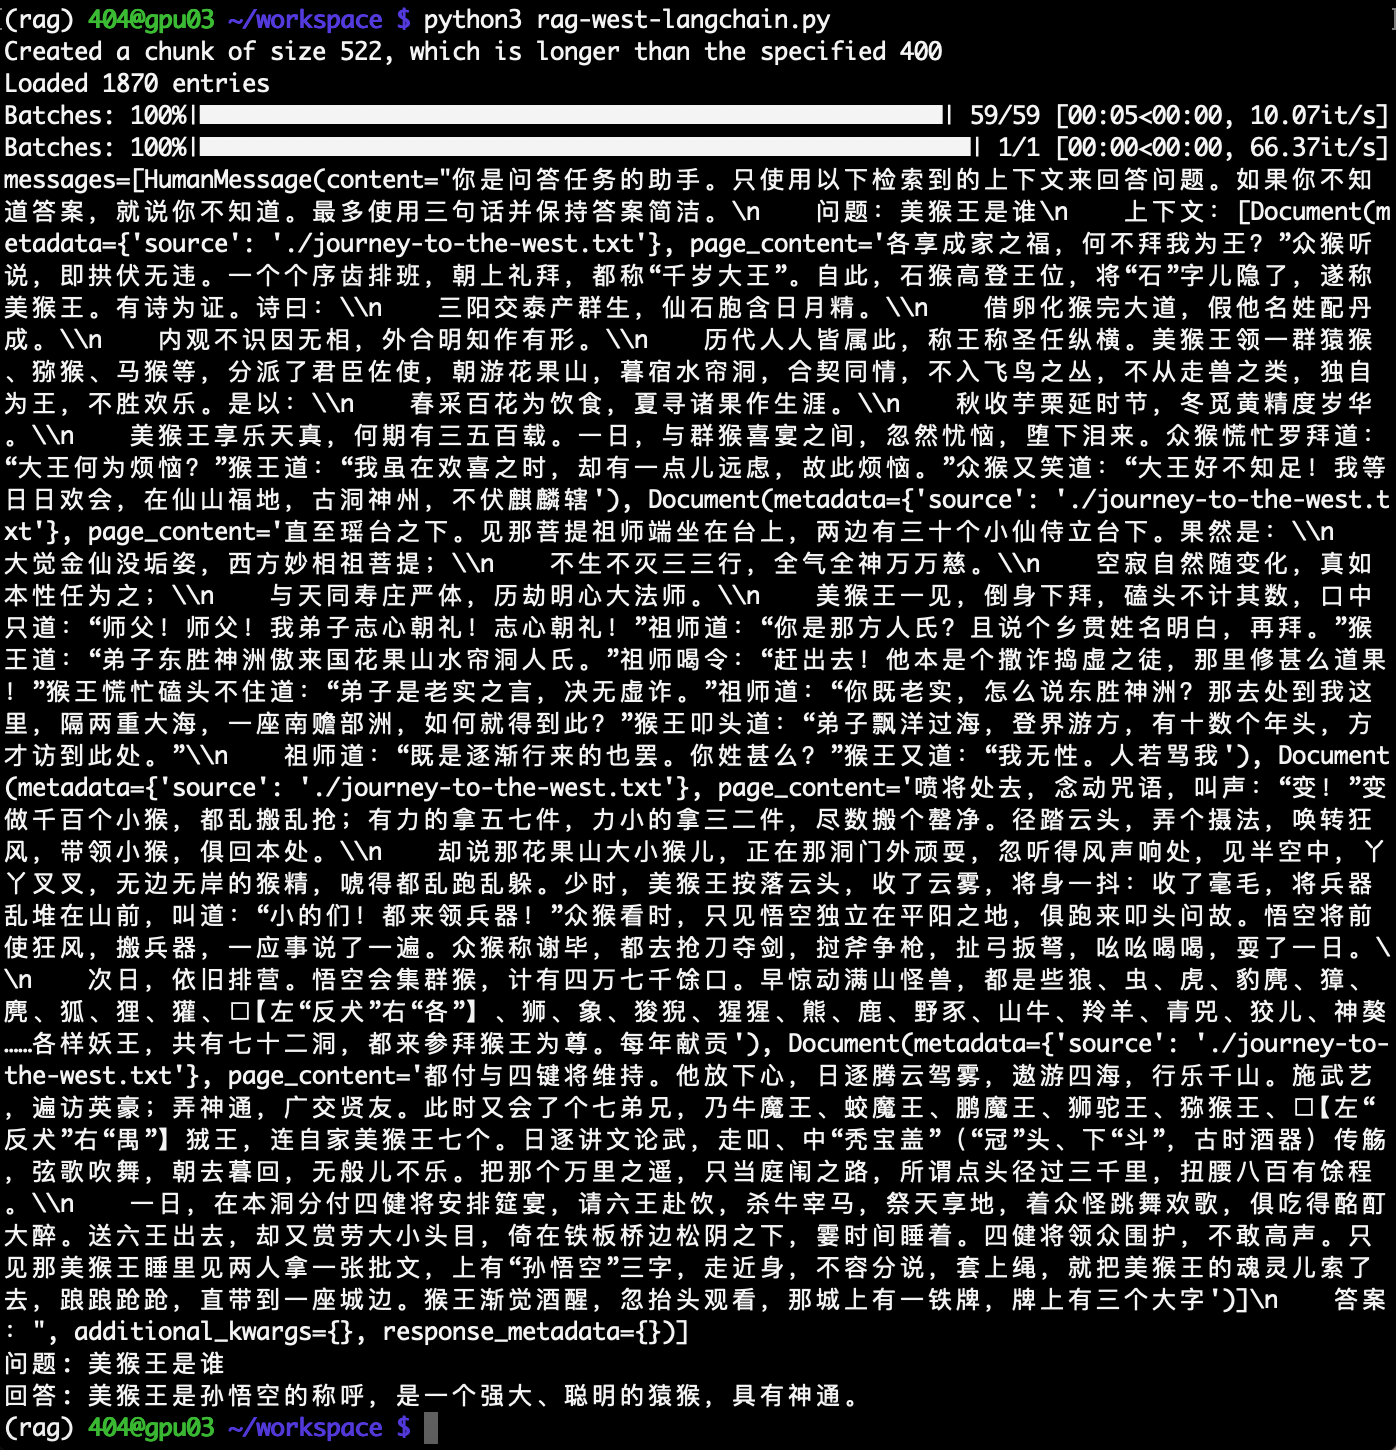 (rag) 404@gpu03 ~/workspace $ python3 rag-west-langchain.py
Created a chunk of size 522, which is longer than the specified 400
Loaded 1870 entries
Batches: 100%|██████████| 59/59 [00:05<00:00, 10.07it/s]
Batches: 100%|██████████| 1/1 [00:00<00:00, 66.37it/s]
messages=[HumanMessage(content="你是问答任务的助手。只使用以下检索到的上下文来回答问题。如果你不知
道答案，就说你不知道。最多使用三句话并保持答案简洁。\n    问题：美猴王是谁\n    上下文：[Document(m
etadata={'source': './journey-to-the-west.txt'}, page_content='各享成家之福，何不拜我为王？”众猴听
说，即拱伏无违。一个个序齿排班，朝上礼拜，都称“千岁大王”。自此，石猴高登王位，将“石”字儿隐了，遂称
美猴王。有诗为证。诗曰：\\n    三阳交泰产群生，仙石胞含日月精。\\n    借卵化猴完大道，假他名姓配丹
成。\\n    内观不识因无相，外合明知作有形。\\n    历代人人皆属此，称王称圣任纵横。美猴王领一群猿猴
、猕猴、马猴等，分派了君臣佐使，朝游花果山，暮宿水帘洞，合契同情，不入飞鸟之丛，不从走兽之类，独自
为王，不胜欢乐。是以：\\n    春采百花为饮食，夏寻诸果作生涯。\\n    秋收芋栗延时节，冬觅黄精度岁华
。\\n    美猴王享乐天真，何期有三五百载。一日，与群猴喜宴之间，忽然忧恼，堕下泪来。众猴慌忙罗拜道：
“大王何为烦恼？”猴王道：“我虽在欢喜之时，却有一点儿远虑，故此烦恼。”众猴又笑道：“大王好不知足！我等
日日欢会，在仙山福地，古洞神州，不伏麒麟辖'), Document(metadata={'source': './journey-to-the-west.t
xt'}, page_content='直至瑶台之下。见那菩提祖师端坐在台上，两边有三十个小仙侍立台下。果然是：\\n
大觉金仙没垢姿，西方妙相祖菩提；\\n    不生不灭三三行，全气全神万万慈。\\n    空寂自然随变化，真如
本性任为之；\\n    与天同寿庄严体，历劫明心大法师。\\n    美猴王一见，倒身下拜，磕头不计其数，口中
只道：“师父！师父！我弟子志心朝礼！志心朝礼！”祖师道：“你是那方人氏？且说个乡贯姓名明白，再拜。”猴
王道：“弟子东胜神洲傲来国花果山水帘洞人氏。”祖师喝令：“赶出去！他本是个撒诈捣虚之徒，那里修甚么道果
！”猴王慌忙磕头不住道：“弟子是老实之言，决无虚诈。”祖师道：“你既老实，怎么说东胜神洲？那去处到我这
里，隔两重大海，一座南赡部洲，如何就得到此？”猴王叩头道：“弟子飘洋过海，登界游方，有十数个年头，方
才访到此处。”\\n    祖师道：“既是逐渐行来的也罢。你姓甚么？”猴王又道：“我无性。人若骂我'), Document
(metadata={'source': './journey-to-the-west.txt'}, page_content='喷将处去，念动咒语，叫声：“变！”变
做千百个小猴，都乱搬乱抢；有力的拿五七件，力小的拿三二件，尽数搬个罄净。径踏云头，弄个摄法，唤转狂
风，带领小猴，俱回本处。\\n    却说那花果山大小猴儿，正在那洞门外顽耍，忽听得风声响处，见半空中，丫
丫叉叉，无边无岸的猴精，唬得都乱跑乱躲。少时，美猴王按落云头，收了云雾，将身一抖：收了毫毛，将兵器
乱堆在山前，叫道：“小的们！都来领兵器！”众猴看时，只见悟空独立在平阳之地，俱跑来叩头问故。悟空将前
使狂风，搬兵器，一应事说了一遍。众猴称谢毕，都去抢刀夺剑，挝斧争枪，扯弓扳弩，吆吆喝喝，耍了一日。\
\n    次日，依旧排营。悟空会集群猴，计有四万七千馀口。早惊动满山怪兽，都是些狼、虫、虎、豹麂、獐、
麂、狐、狸、獾、□【左“反犬”右“各”】、狮、象、狻猊、猩猩、熊、鹿、野豕、山牛、羚羊、青兕、狡儿、神獒
……各样妖王，共有七十二洞，都来参拜猴王为尊。每年献贡'), Document(metadata={'source': './journey-to-
the-west.txt'}, page_content='都付与四键将维持。他放下心，日逐腾云驾雾，遨游四海，行乐千山。施武艺
，遍访英豪；弄神通，广交贤友。此时又会了个七弟兄，乃牛魔王、蛟魔王、鹏魔王、狮驼王、猕猴王、□【左“
反犬”右“禺”】狨王，连自家美猴王七个。日逐讲文论武，走叩、中“秃宝盖”（“冠”头、下“斗”，古时酒器）传觞
，弦歌吹舞，朝去暮回，无般儿不乐。把那个万里之遥，只当庭闱之路，所谓点头径过三千里，扭腰八百有馀程
。\\n    一日，在本洞分付四健将安排筵宴，请六王赴饮，杀牛宰马，祭天享地，着众怪跳舞欢歌，俱吃得酩酊
大醉。送六王出去，却又赏劳大小头目，倚在铁板桥边松阴之下，霎时间睡着。四健将领众围护，不敢高声。只
见那美猴王睡里见两人拿一张批文，上有“孙悟空”三字，走近身，不容分说，套上绳，就把美猴王的魂灵儿索了
去，踉踉跄跄，直带到一座城边。猴王渐觉酒醒，忽抬头观看，那城上有一铁牌，牌上有三个大字')]\n    答案
：", additional_kwargs={}, response_metadata={})]
问题：美猴王是谁
回答：美猴王是孙悟空的称呼，是一个强大、聪明的猿猴，具有神通。
(rag) 404@gpu03 ~/workspace $